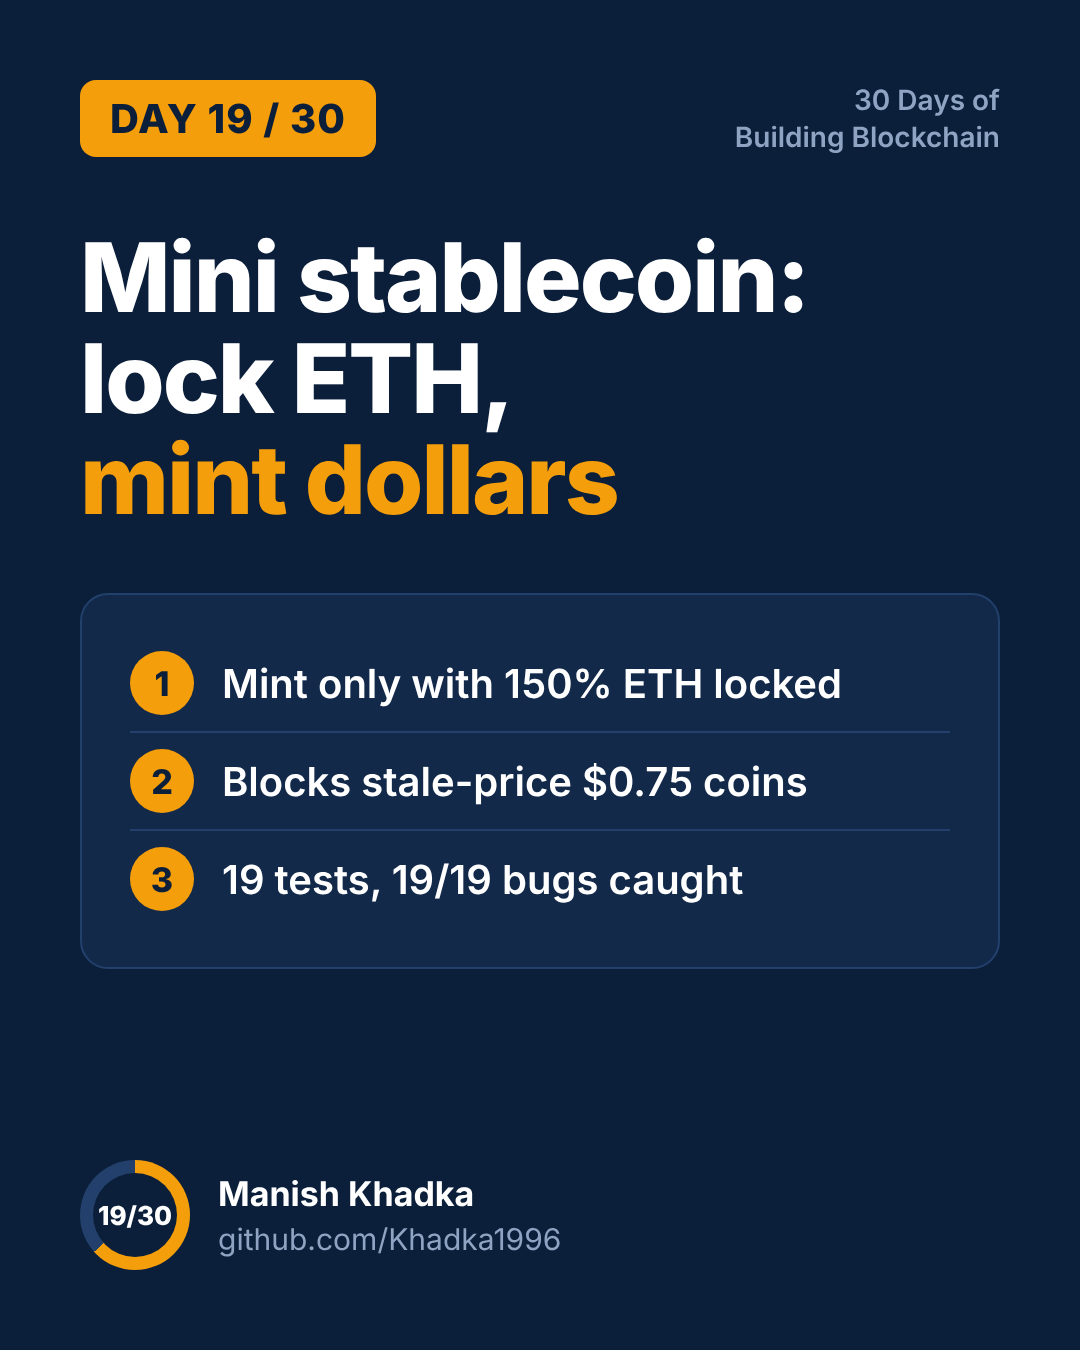 DAY 19 / 30
30 Days of
Building Blockchain
Mini stablecoin:
lock ETH,
mint dollars
1 Mint only with 150% ETH locked
2 Blocks stale-price $0.75 coins
3 19 tests, 19/19 bugs caught
19/30
Manish Khadka
github.com/Khadka1996